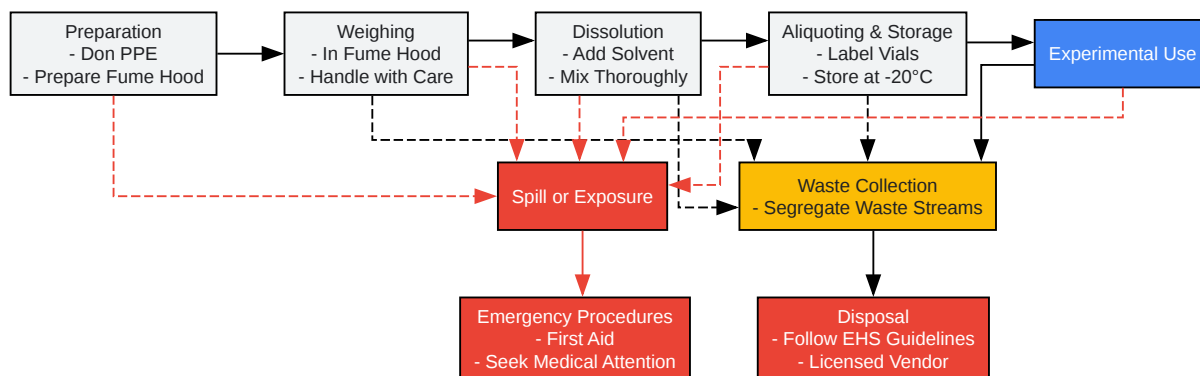 Preparation
- Don PPE
- Prepare Fume Hood
Weighing
- In Fume Hood
- Handle with Care
Dissolution
- Add Solvent
- Mix Thoroughly
Aliquoting & Storage
- Label Vials
- Store at -20°C
Experimental Use
Spill or Exposure
Waste Collection
- Segregate Waste Streams
Emergency Procedures
- First Aid
- Seek Medical Attention
Disposal
- Follow EHS Guidelines
- Licensed Vendor